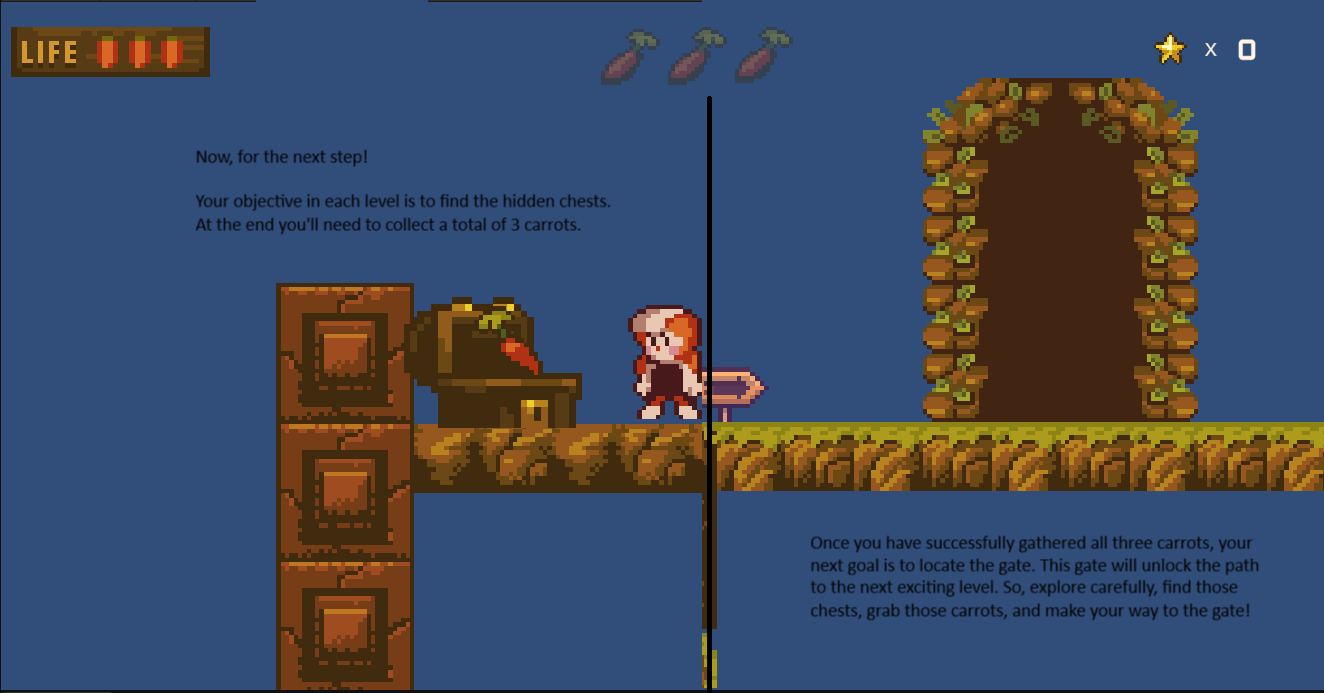 LIFE
X 0
Now, for the next step!
Your objective in each level is to find the hidden chests.
At the end you'll need to collect a total of 3 carrots.
Once you have successfully gathered all three carrots, your
next goal is to locate the gate. This gate will unlock the path
to the next exciting level. So, explore carefully, find those
chests, grab those carrots, and make your way to the gate!